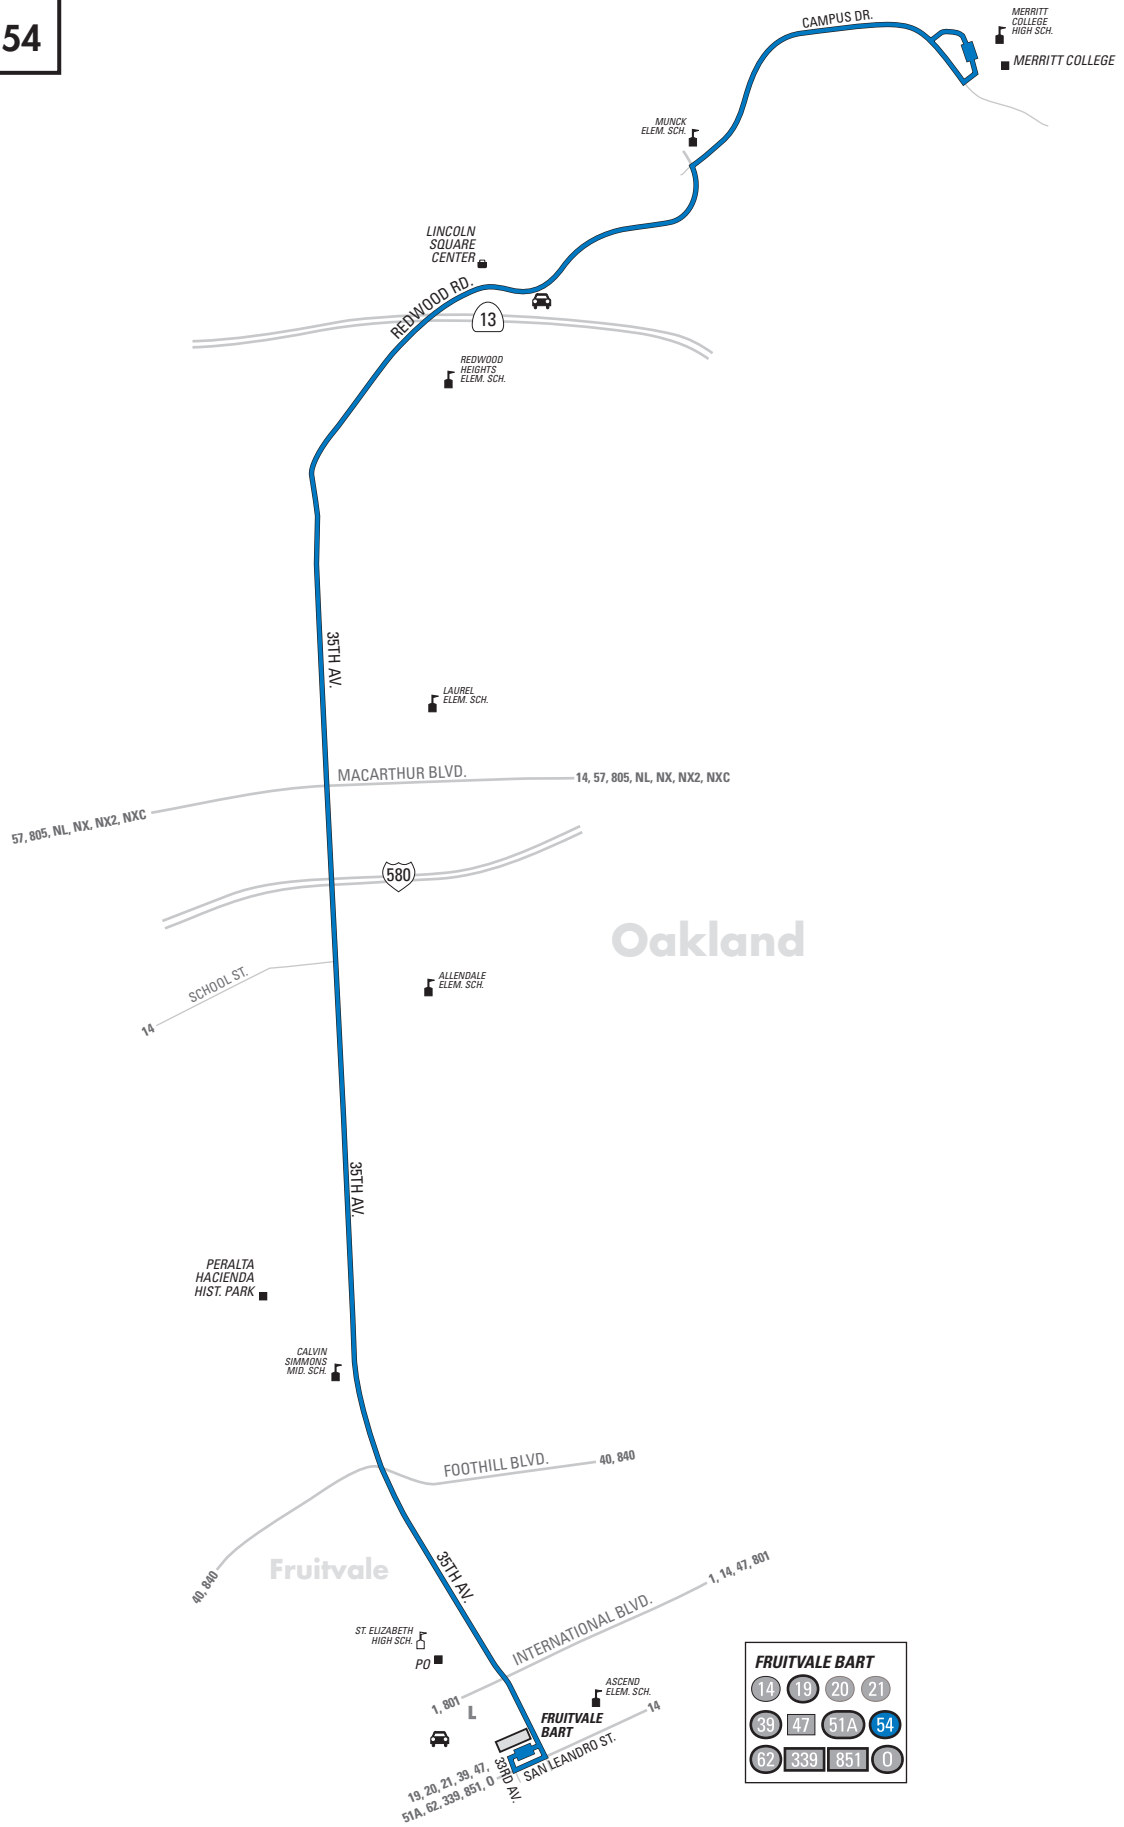 54
CAMPUS DR.
MERRITT
COLLEGE
HIGH SCH.
MERRITT COLLEGE
MUNCK
ELEM. SCH.
LINCOLN
SQUARE
CENTER
REDWOOD RD.
13
REDWOOD
HEIGHTS
ELEM. SCH.
35TH AV.
LAUREL
ELEM. SCH.
MACARTHUR BLVD.
14, 57, 805, NL, NX, NX2, NXC
57, 805, NL, NX, NX2, NXC
580
Oakland
SCHOOL ST.
14
ALLENDALE
ELEM. SCH.
35TH AV.
PERALTA
HACIENDA
HIST. PARK
CALVIN
SIMMONS
MID. SCH.
FOOTHILL BLVD.
40, 840
40, 840
Fruitvale
35TH AV.
1, 14, 47, 801
INTERNATIONAL BLVD.
ST. ELIZABETH
HIGH SCH.
PO
1, 801
L
ASCEND
ELEM. SCH.
14
FRUITVALE
BART
SAN LEANDRO ST.
33RD AV.
19, 20, 21, 39, 47,
51A, 62, 339, 851, O
FRUITVALE BART
14 19 20 21
39 47 51A 54
62 339 851 O